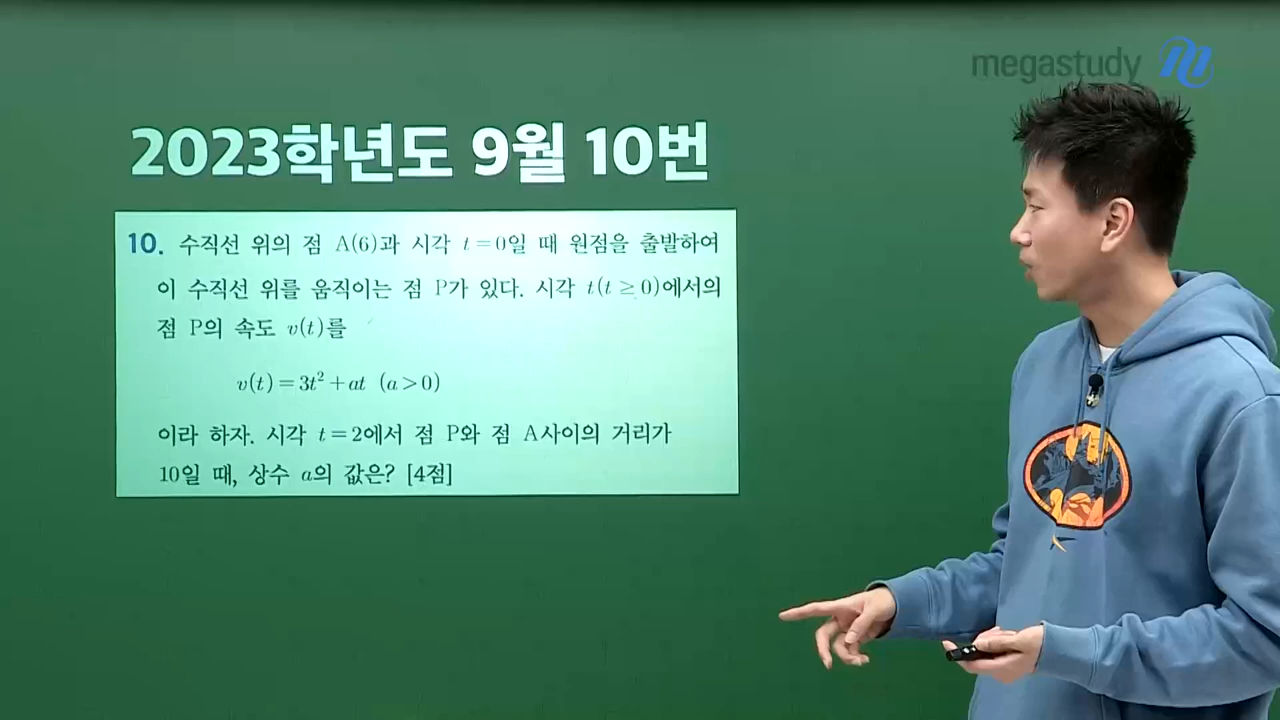 megastudy
2023학년도 9월 10번
10. 수직선 위의 점 A(6)과 시각 t=0일 때 원점을 출발하여
이 수직선 위를 움직이는 점 P가 있다. 시각 t(t≥0)에서의
점 P의 속도 v(t)를
v(t)=3t²+at (a>0)
이라 하자. 시각 t=2에서 점 P와 점 A사이의 거리가
10일 때, 상수 a의 값은? [4점]